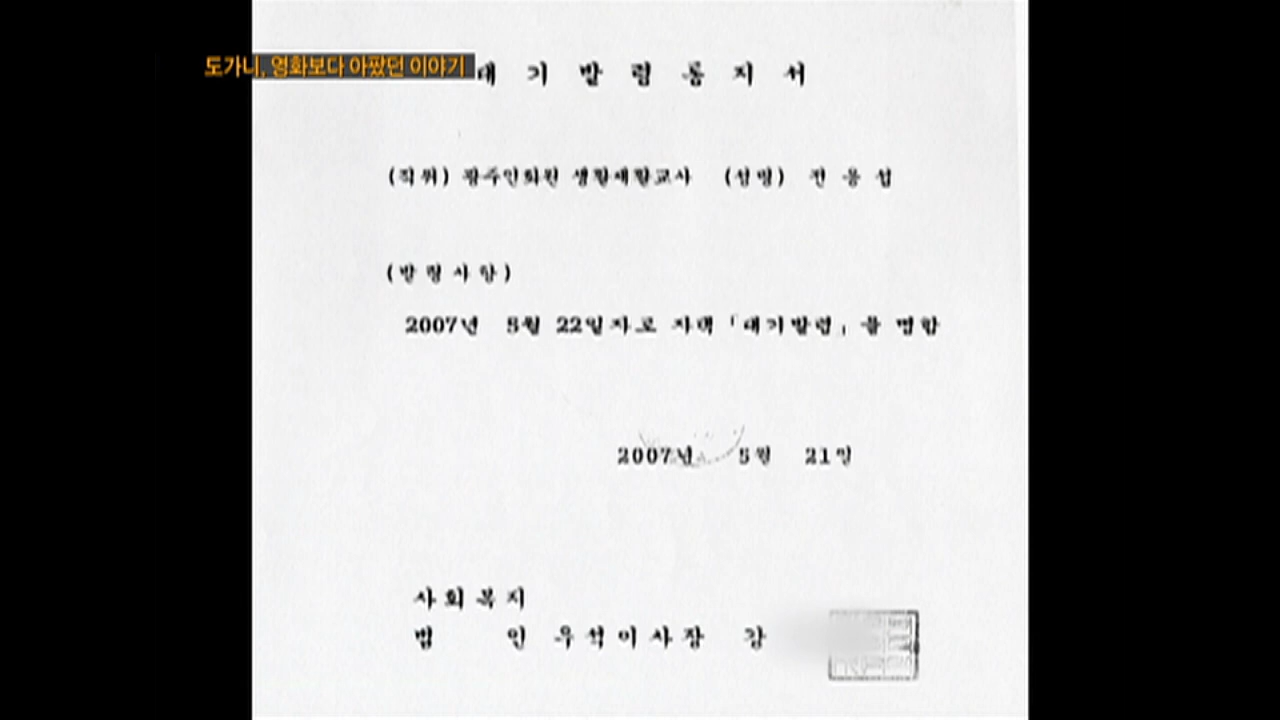 도가니, 영화보다 아팠던 이야기
대 기 발 령 통 지 서
(직위) 광주인화원 생활재활교사 (성명) 전 응 섭
(발령사항)
2007년 5월 22일자로 자택 「대기발령」을 명함
2007년 5월 21일
사회복지
법 인 우석이사장 강